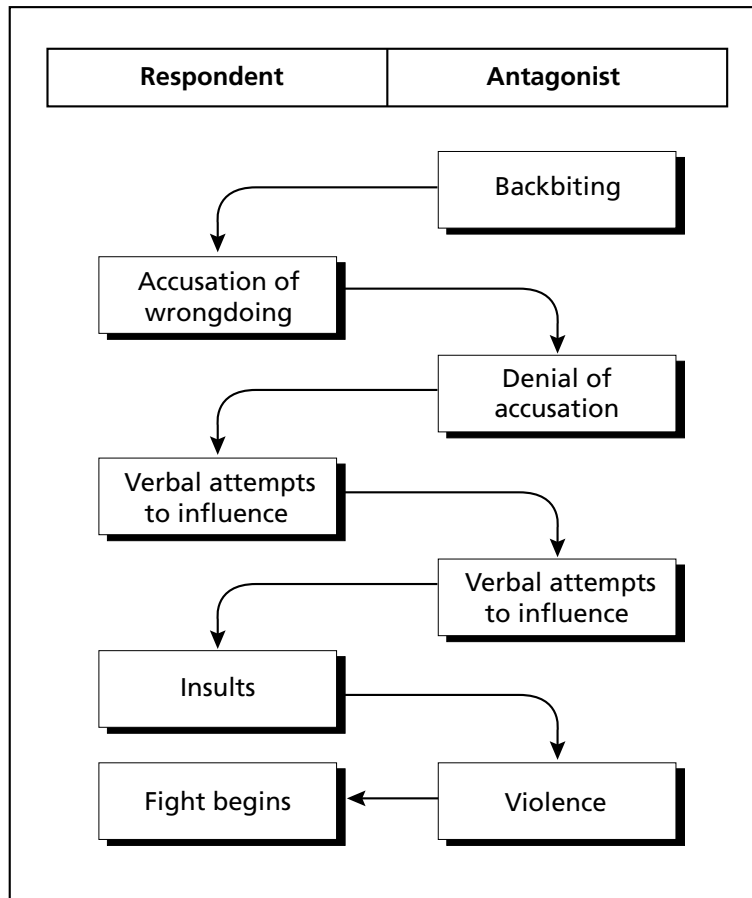 Respondent
Antagonist
Backbiting
Accusation of
wrongdoing
Denial of
accusation
Verbal attempts
to influence
Verbal attempts
to influence
Insults
Violence
Fight begins